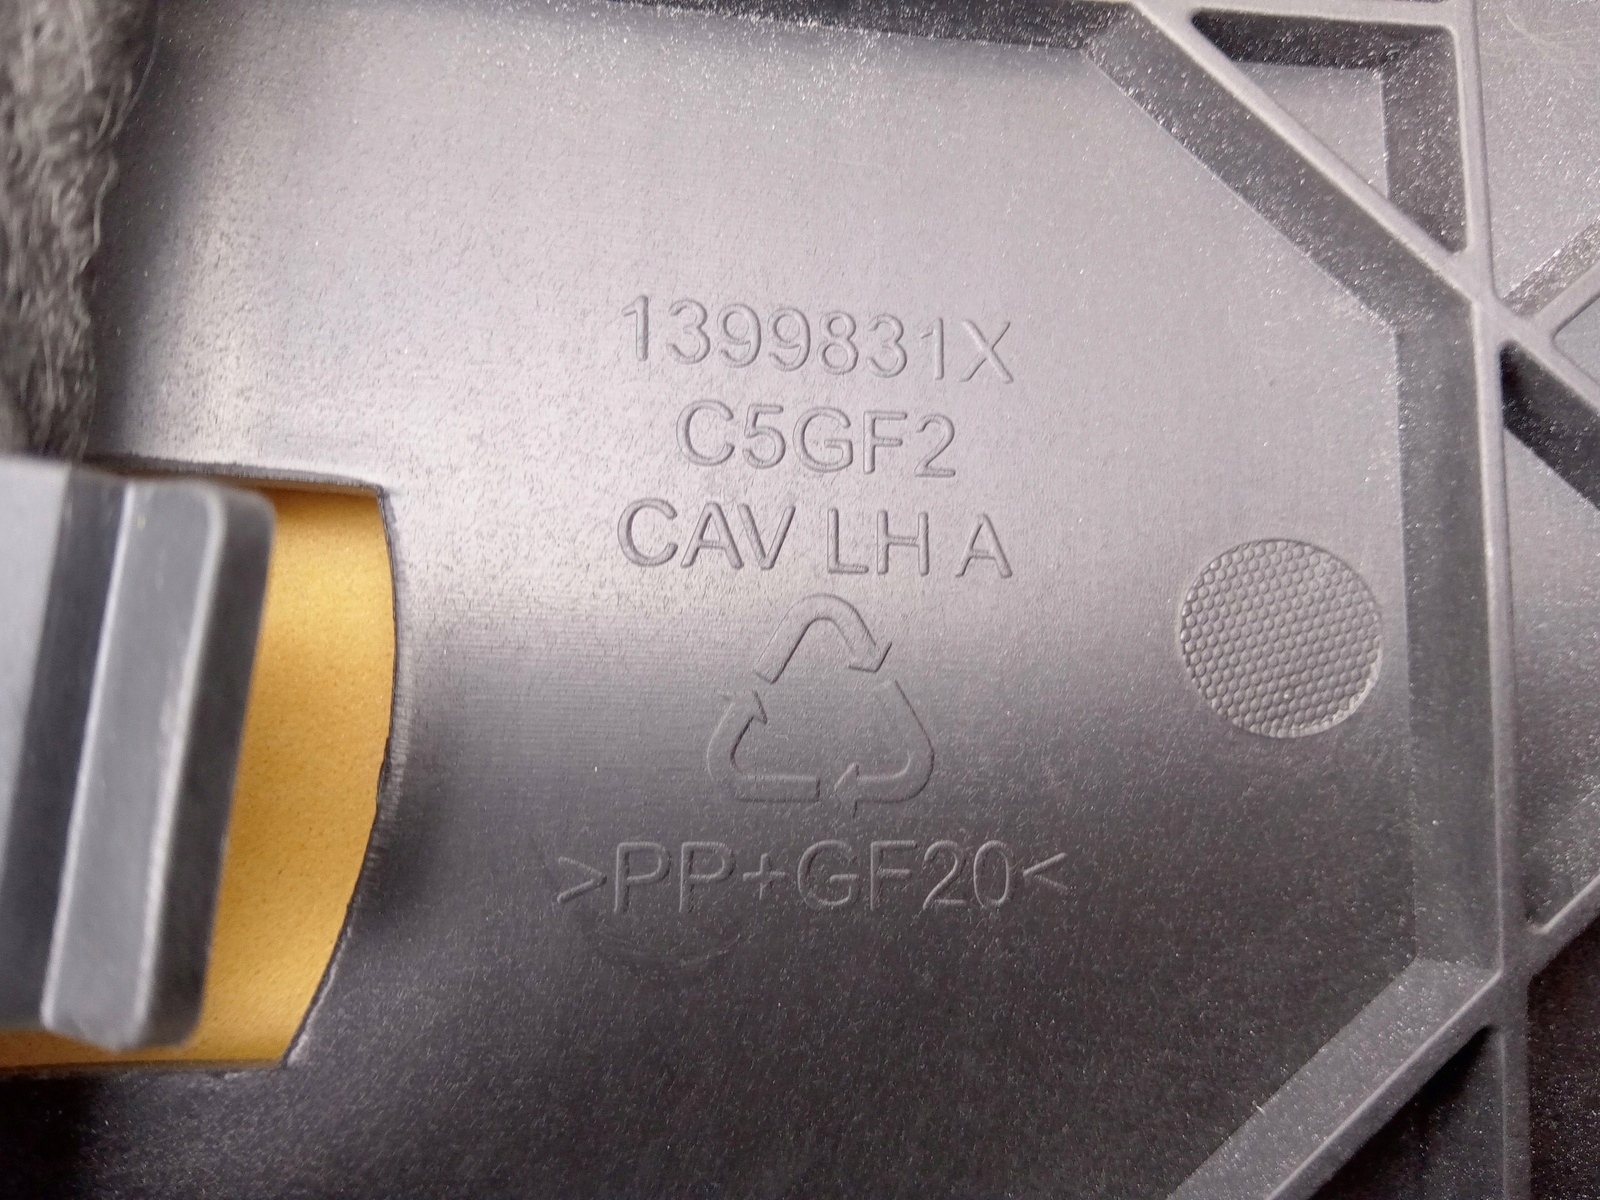 1399831X
C5GF2
CAV LH A
>PP+GF20<